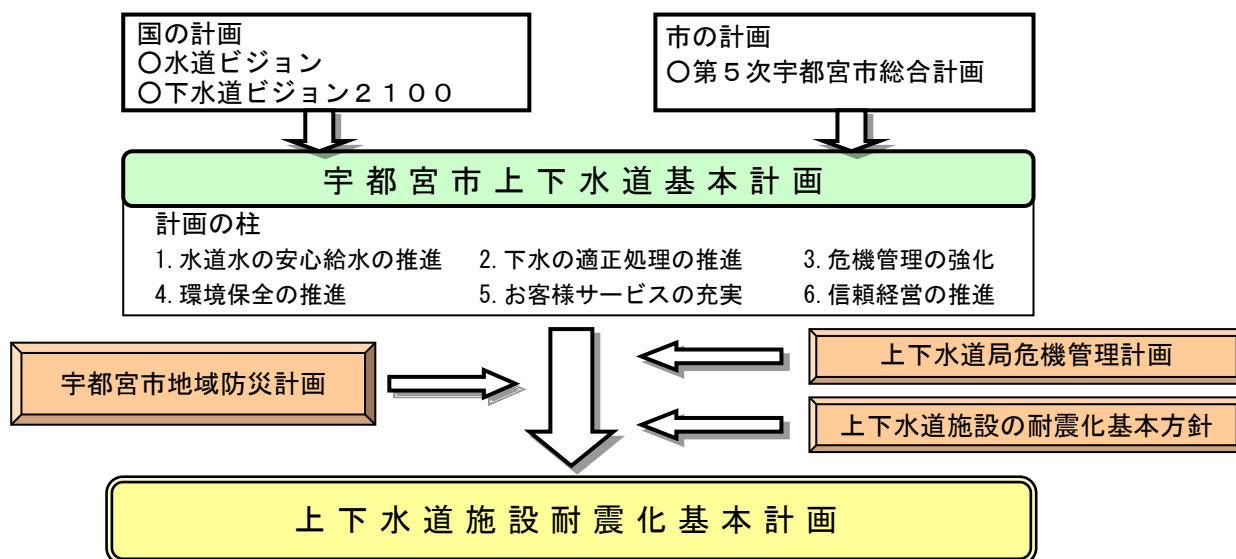 国の計画
〇水道ビジョン
〇下水道ビジョン２１００
市の計画
〇第５次宇都宮市総合計画
宇都宮市上下水道基本計画
計画の柱
1.水道水の安心給水の推進 2.下水の適正処理の推進 3.危機管理の強化
4.環境保全の推進 5.お客様サービスの充実 6.信頼経営の推進
宇都宮市地域防災計画
上下水道局危機管理計画
上下水道施設の耐震化基本方針
上下水道施設耐震化基本計画